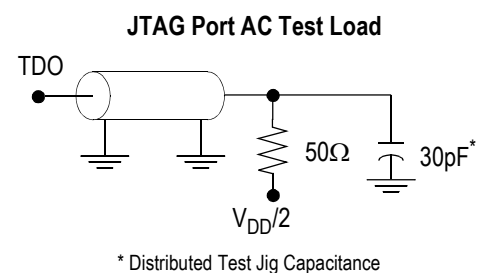 JTAG Port AC Test Load
TDO
50Ω
30pF*
VDD/2
* Distributed Test Jig Capacitance